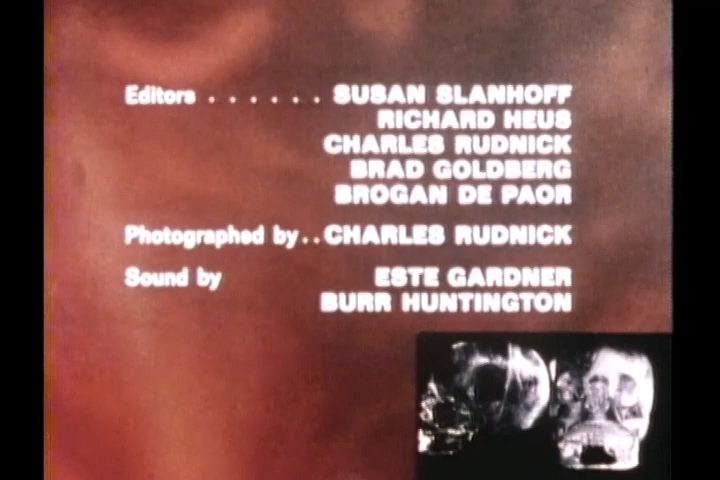 Editors . . . . . . SUSAN SLANHOFF
RICHARD HEUS
CHARLES RUDNICK
BRAD GOLDBERG
BROGAN DE PAOR
Photographed by . . CHARLES RUDNICK
Sound by ESTE GARDNER
BURR HUNTINGTON